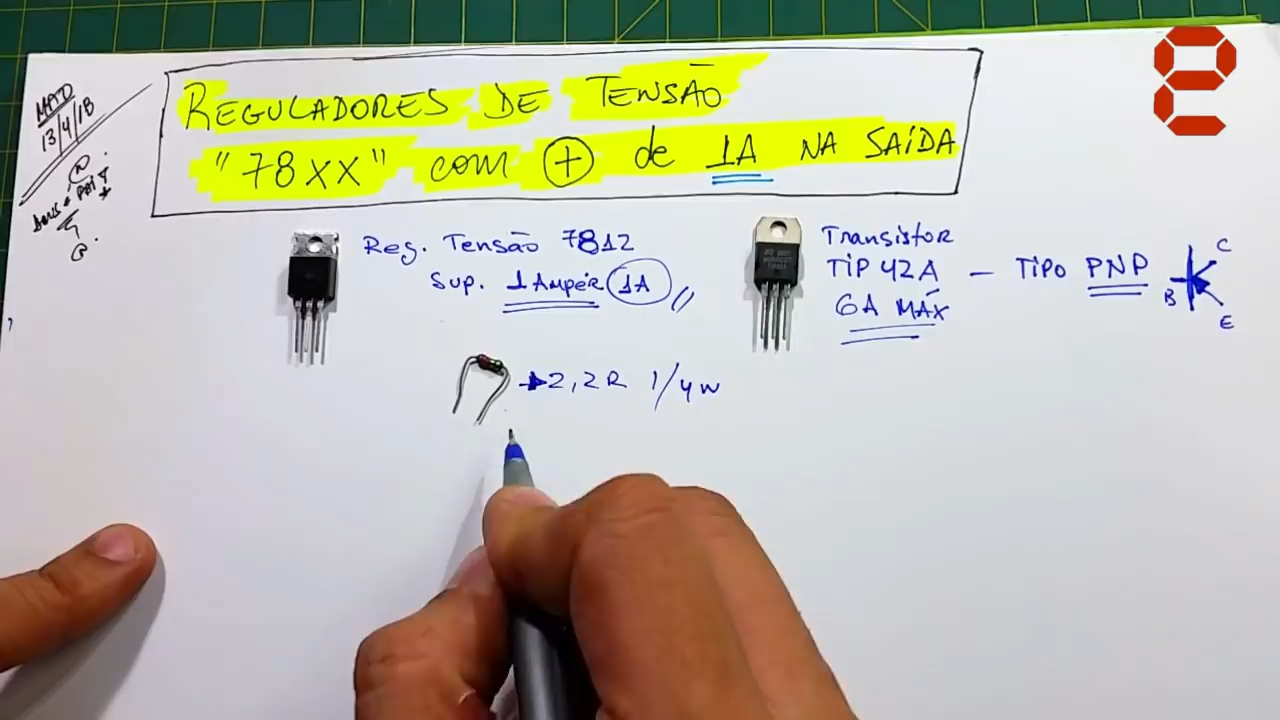 REGULADORES DE TENSÃO
"78XX" com + de 1A NA SAÍDA
13/4/18
Reg. Tensão 7812
Sup. 1 Ampér 1A
Transistor
TIP 42A - TIPO PNP
6A MÁX
C
B
E
2,2R 1/4W